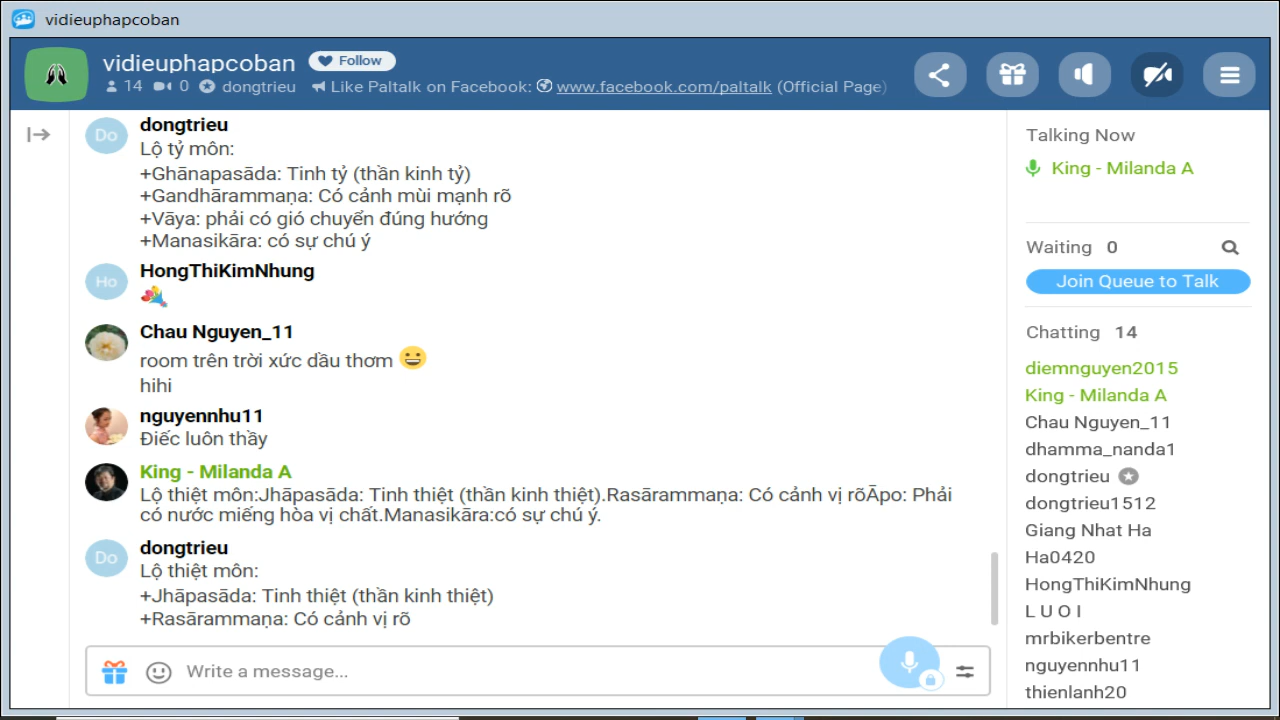 vidieuphapcoban
vidieuphapcoban Follow
14 0 dongtrieu Like Paltalk on Facebook: www.facebook.com/paltalk (Official Page)
Do
dongtrieu
Lộ tỷ môn:
+Ghānapasāda: Tinh tỷ (thần kinh tỷ)
+Gandhārammaṇa: Có cảnh mùi mạnh rõ
+Vāya: phải có gió chuyển đúng hướng
+Manasikāra: có sự chú ý
Ho
HongThiKimNhung
Chau Nguyen_11
room trên trời xức dầu thơm
hihi
nguyennhu11
Điếc luôn thầy
King - Milanda A
Lộ thiệt môn:Jhāpasāda: Tinh thiệt (thần kinh thiệt).Rasārammaṇa: Có cảnh vị rõĀpo: Phải
có nước miếng hòa vị chất.Manasikāra:có sự chú ý.
Do
dongtrieu
Lộ thiệt môn:
+Jhāpasāda: Tinh thiệt (thần kinh thiệt)
+Rasārammaṇa: Có cảnh vị rõ
Write a message...
Talking Now
King - Milanda A
Waiting 0
Join Queue to Talk
Chatting 14
diemnguyen2015
King - Milanda A
Chau Nguyen_11
dhamma_nanda1
dongtrieu
dongtrieu1512
Giang Nhat Ha
Ha0420
HongThiKimNhung
L U O I
mrbikerbentre
nguyennhu11
thienlanh20